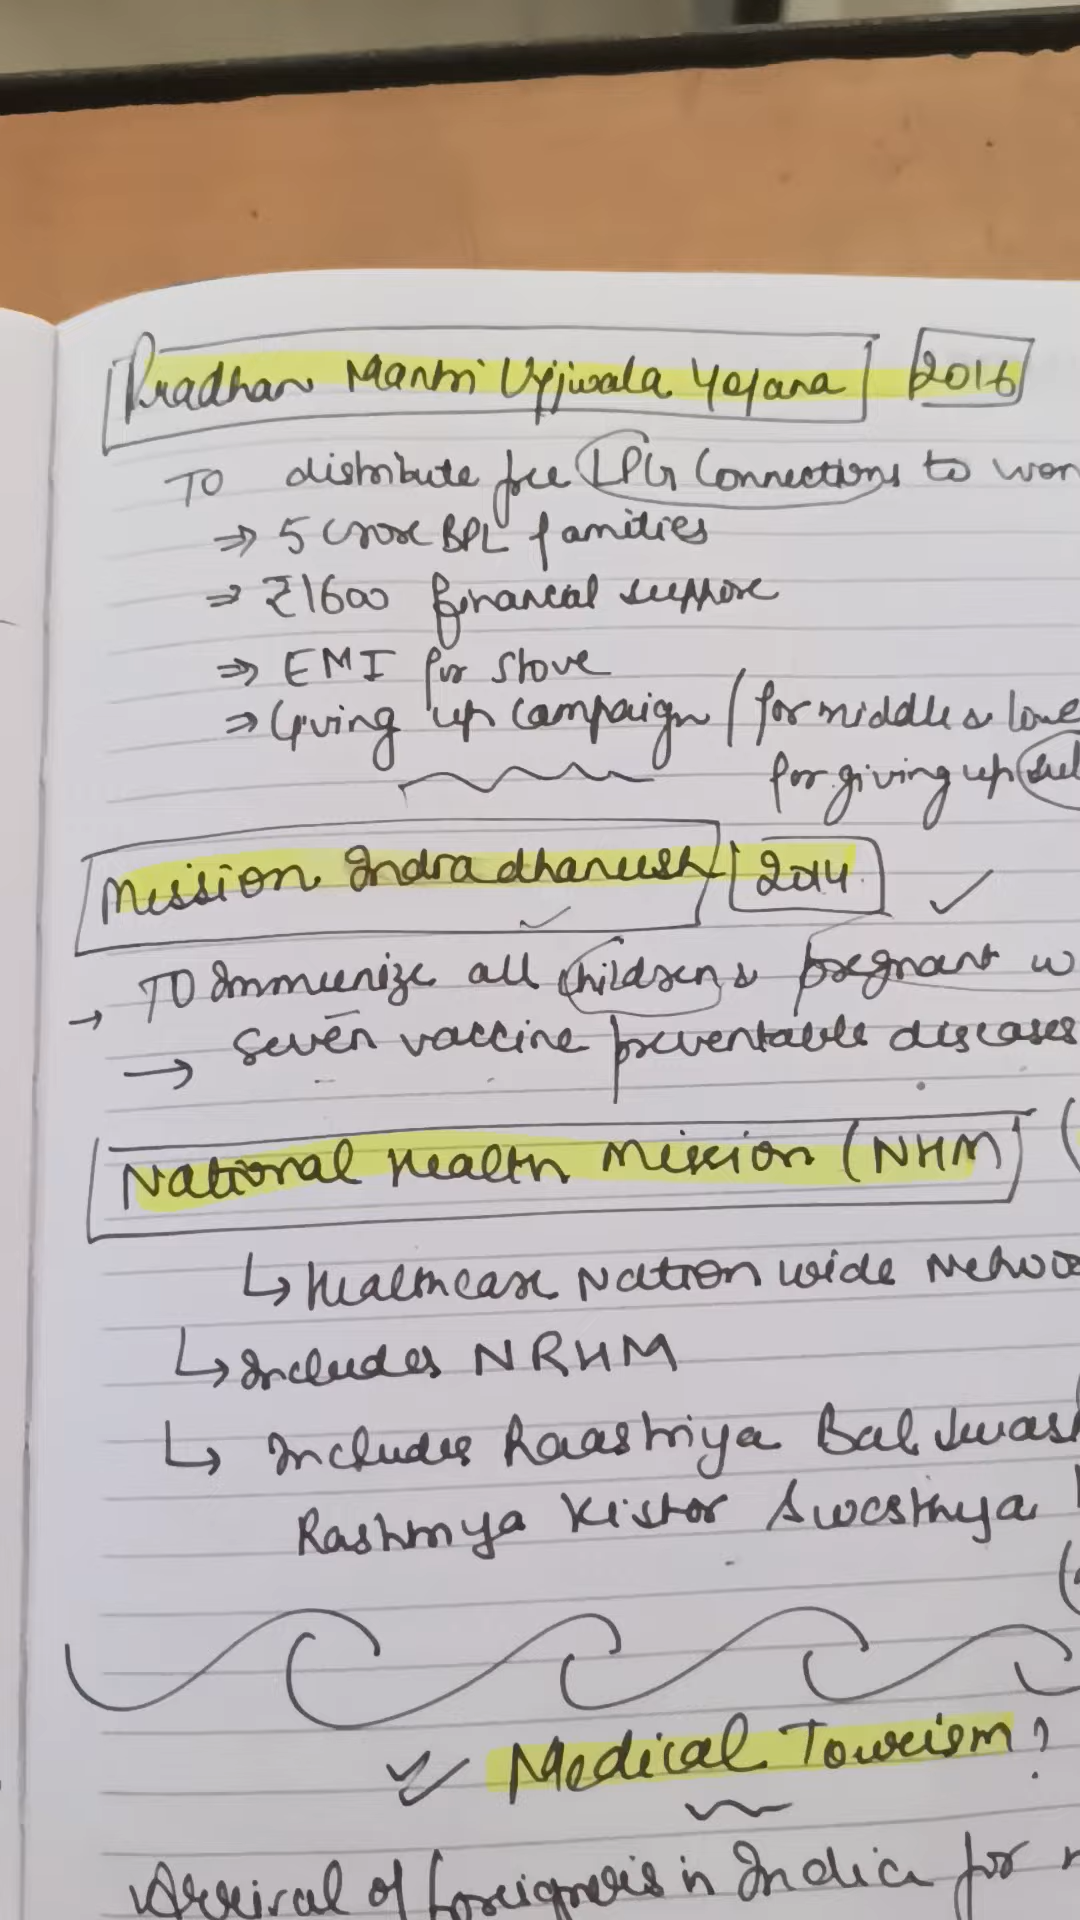 Pradhan Mantri Ujjwala Yojana 2016
TO distribute free LPG Connections to wom
⇒ 5 crore BPL families
⇒ ₹1600 financial support
⇒ EMI for stove
⇒ Giving up campaign (for middle & lowe
for giving up sub
Mission Indradhanush 2014
→ TO Immunize all children & pregnant w
→ seven vaccine preventable diseases
National Health Mission (NHM) (
↳ Healthcare Nation wide Netwo
↳ Includes NRHM
↳ Includes Raashriya Bal Swas
Rashriya Kishor Swasthya
Medical Tourism?
Arrival of foreigners in India for